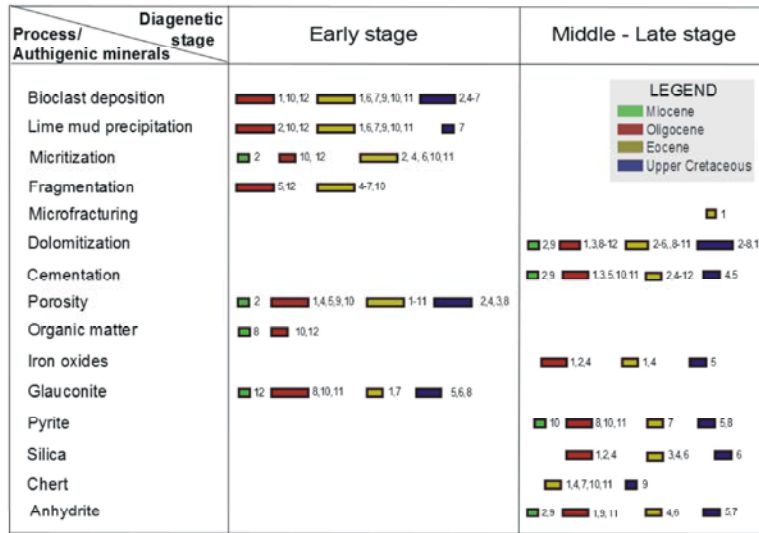 Diagenetic stage
Process/ Authigenic minerals
Early stage
Middle - Late stage
LEGEND
Miocene
Oligocene
Eocene
Upper Cretaceous
Bioclast deposition 1,10,12 1,6,7,9,10,11 2,4-7
Lime mud precipitation 2,10,12 1,6,7,9,10,11 7
Micritization 2 10, 12 2, 4, 6,10,11
Fragmentation 5,12 4-7,10
Microfracturing 1
Dolomitization 2,9 1,3,8-12 2-6,,8-11 2-8,1
Cementation 2,9 1,3,5,10,11 2,4-12 4,5
Porosity 2 1,4,5,9,10 1-11 2,4,3,8
Organic matter 8 10,12
Iron oxides 1,2,4 1,4 5
Glauconite 12 8,10,11 1,7 5,6,8
Pyrite 10 8,10,11 7 5,8
Silica 1,2,4 3,4,6 6
Chert 1,4,7,10,11 9
Anhydrite 2,9 1,9,11 4,6 5,7